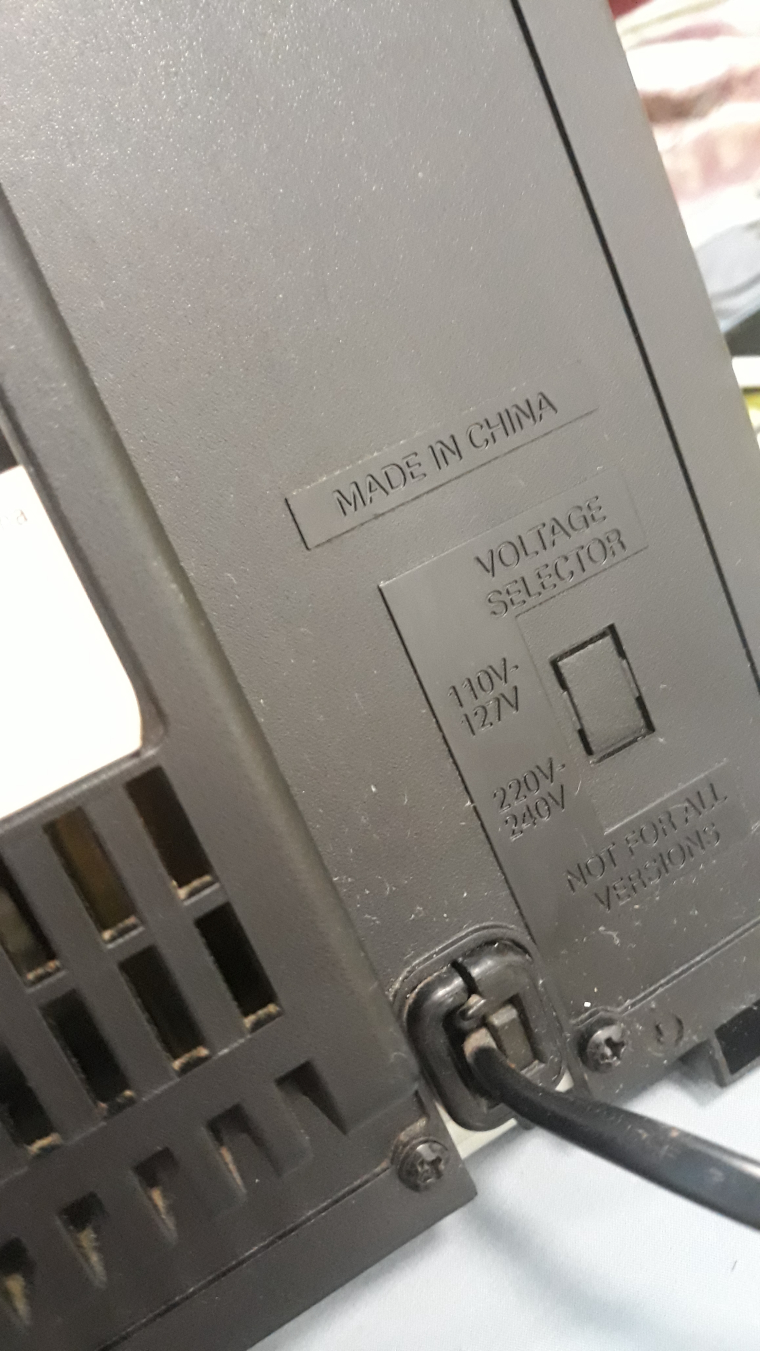 MADE IN CHINA
VOLTAGE
SELECTOR
110V-
127V
220V-
240V
NOT FOR ALL
VERSIONS